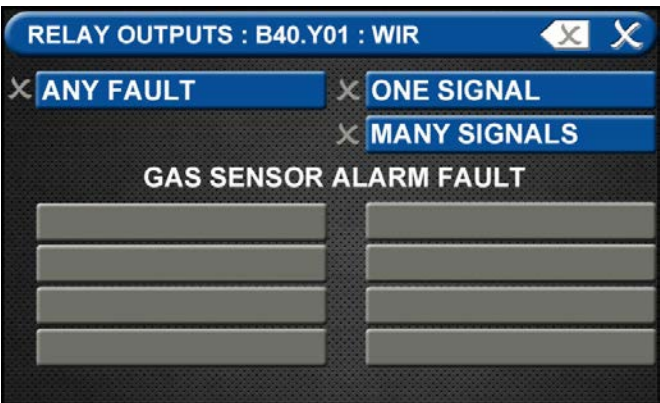 RELAY OUTPUTS : B40.Y01 : WIR
ANY FAULT
ONE SIGNAL
MANY SIGNALS
GAS SENSOR ALARM FAULT